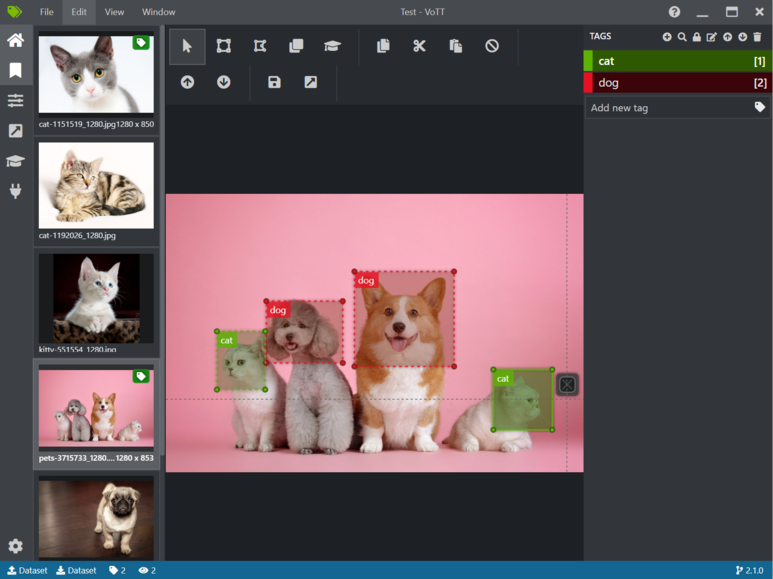 File Edit View Window
Test - VoTT
TAGS
cat [1]
dog [2]
Add new tag
cat-1151519_1280.jpg1280 x 850
cat-1192026_1280.jpg
kitty-551554_1280.jpg
pets-3715733_1280....1280 x 853
dog
dog
cat
cat
Dataset Dataset 2 2
2.1.0